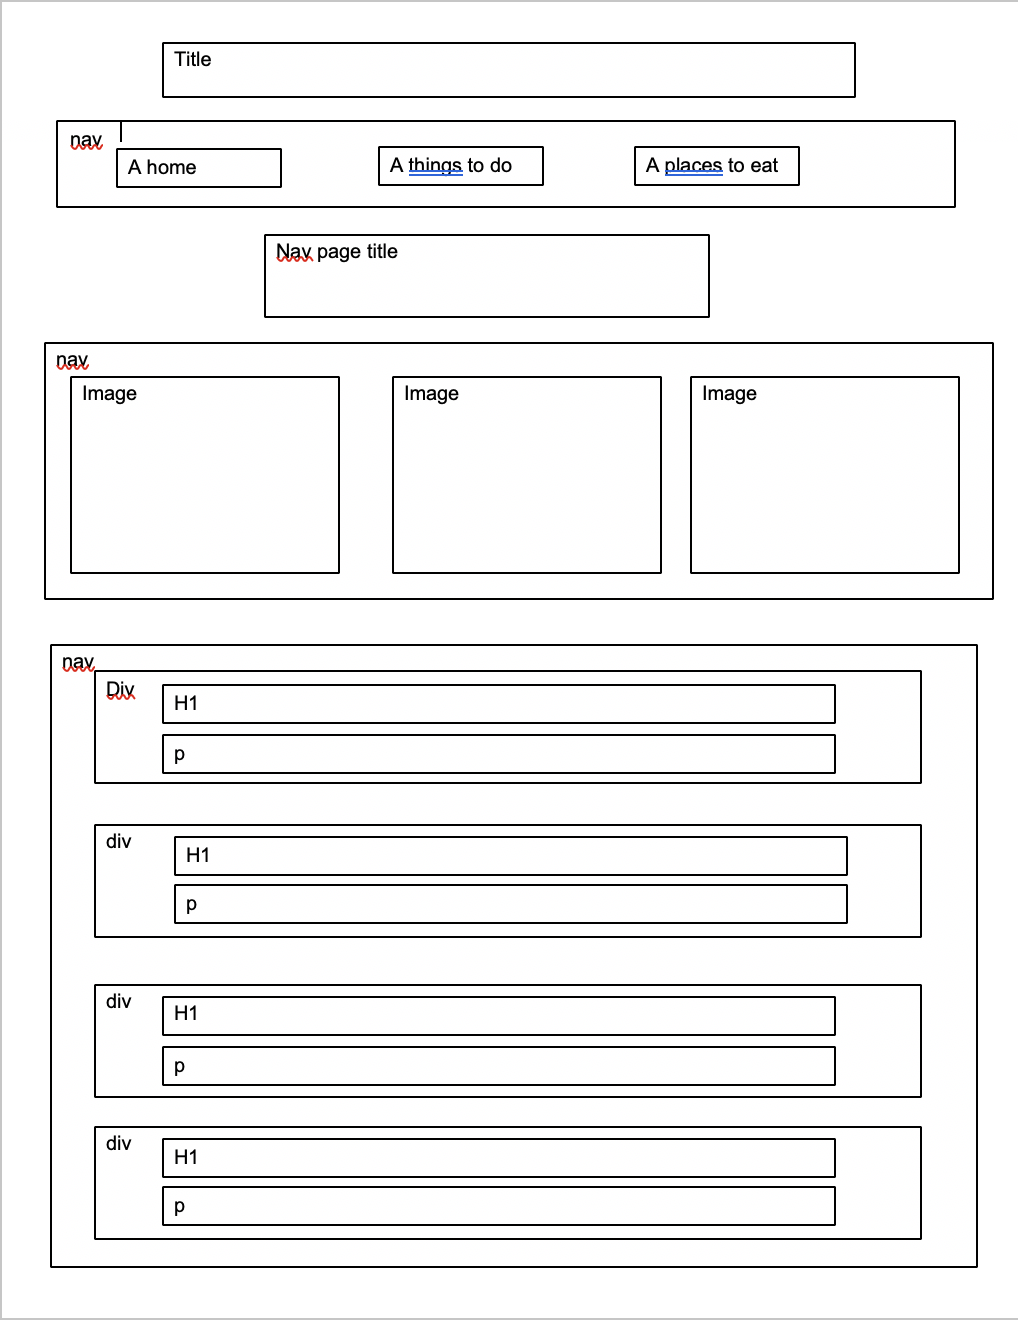 Title
nav
A home
A things to do
A places to eat
Nav page title
nav
Image
Image
Image
nav
Div
H1
p
div
H1
p
div
H1
p
div
H1
p